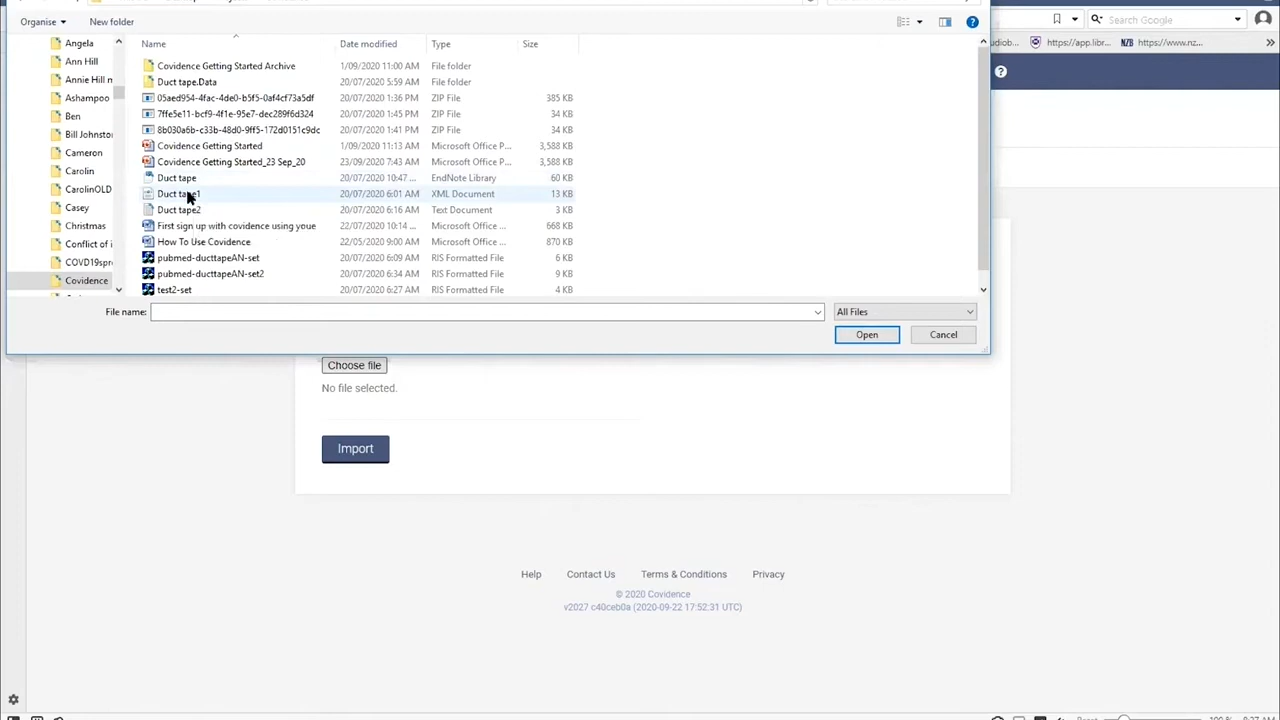 Organise New folder
Search Google
udiob... https://app.libr... https://www.nz...
Name Date modified Type Size
Angela
Ann Hill
Annie Hill m
Ashampoo
Ben
Bill Johnsto
Cameron
Carolin
CarolinOLD
Casey
Christmas
Conflict of i
COVD19spr
Covidence
Covidence Getting Started Archive 1/09/2020 11:00 AM File folder
Duct tape.Data 20/07/2020 5:59 AM File folder
05aed954-4fac-4de0-b5f5-0af4cf73a5df 20/07/2020 1:36 PM ZIP File 385 KB
7ffe5e11-bcf9-4f1e-95e7-dec289f6d324 20/07/2020 1:45 PM ZIP File 34 KB
8b030a6b-c33b-48d0-9ff5-172d0151c9dc 20/07/2020 1:41 PM ZIP File 34 KB
Covidence Getting Started 1/09/2020 11:13 AM Microsoft Office P... 3,588 KB
Covidence Getting Started_23 Sep_20 23/09/2020 7:43 AM Microsoft Office P... 3,588 KB
Duct tape 20/07/2020 10:47 ... EndNote Library 60 KB
Duct tape1 20/07/2020 6:01 AM XML Document 13 KB
Duct tape2 20/07/2020 6:16 AM Text Document 3 KB
First sign up with covidence using youe 22/07/2020 10:14 ... Microsoft Office ... 668 KB
How To Use Covidence 22/05/2020 9:00 AM Microsoft Office ... 870 KB
pubmed-ducttapeAN-set 20/07/2020 6:09 AM RIS Formatted File 6 KB
pubmed-ducttapeAN-set2 20/07/2020 6:34 AM RIS Formatted File 9 KB
test2-set 20/07/2020 6:27 AM RIS Formatted File 4 KB
File name: All Files
Open Cancel
Choose file
No file selected.
Import
Help Contact Us Terms & Conditions Privacy
© 2020 Covidence
v2027 c40ceb0a (2020-09-22 17:52:31 UTC)